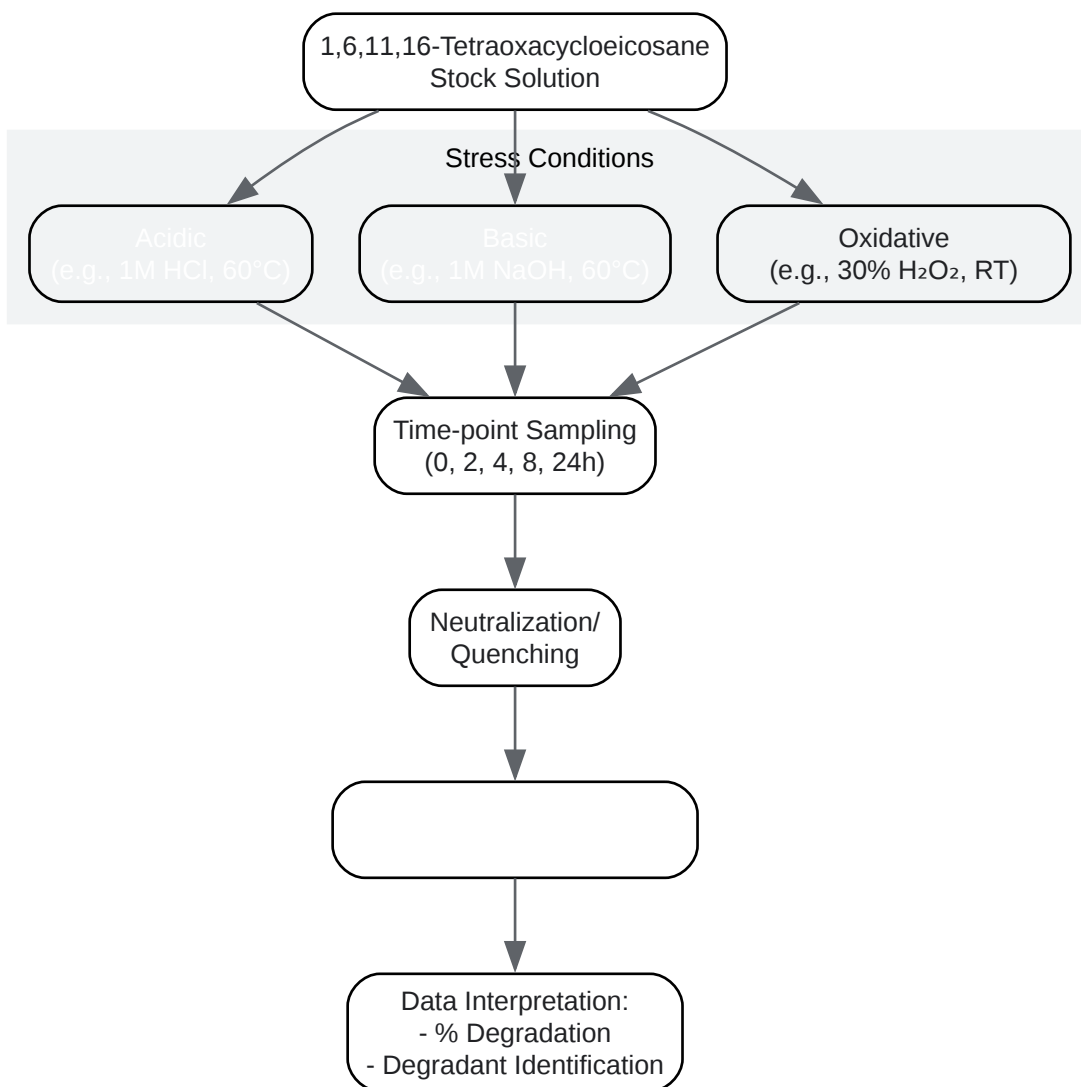 1,6,11,16-Tetraoxacycloeicosane
Stock Solution
Stress Conditions
Acidic
(e.g., 1M HCl, 60°C)
Basic
(e.g., 1M NaOH, 60°C)
Oxidative
(e.g., 30% H₂O₂, RT)
Time-point Sampling
(0, 2, 4, 8, 24h)
Neutralization/
Quenching
Data Interpretation:
- % Degradation
- Degradant Identification